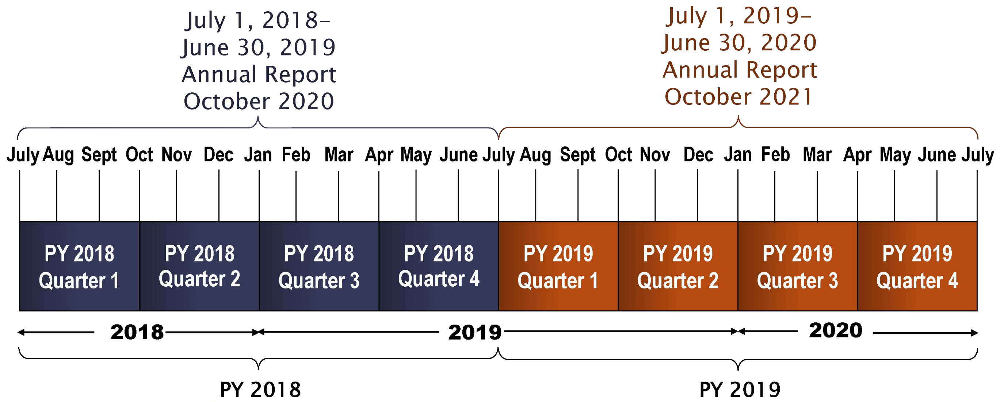 July 1, 2018–
June 30, 2019
Annual Report
October 2020
July 1, 2019–
June 30, 2020
Annual Report
October 2021
July Aug Sept Oct Nov Dec Jan Feb Mar Apr May June July Aug Sept Oct Nov Dec Jan Feb Mar Apr May June July
PY 2018
Quarter 1
PY 2018
Quarter 2
PY 2018
Quarter 3
PY 2018
Quarter 4
PY 2019
Quarter 1
PY 2019
Quarter 2
PY 2019
Quarter 3
PY 2019
Quarter 4
2018
2019
2020
PY 2018
PY 2019